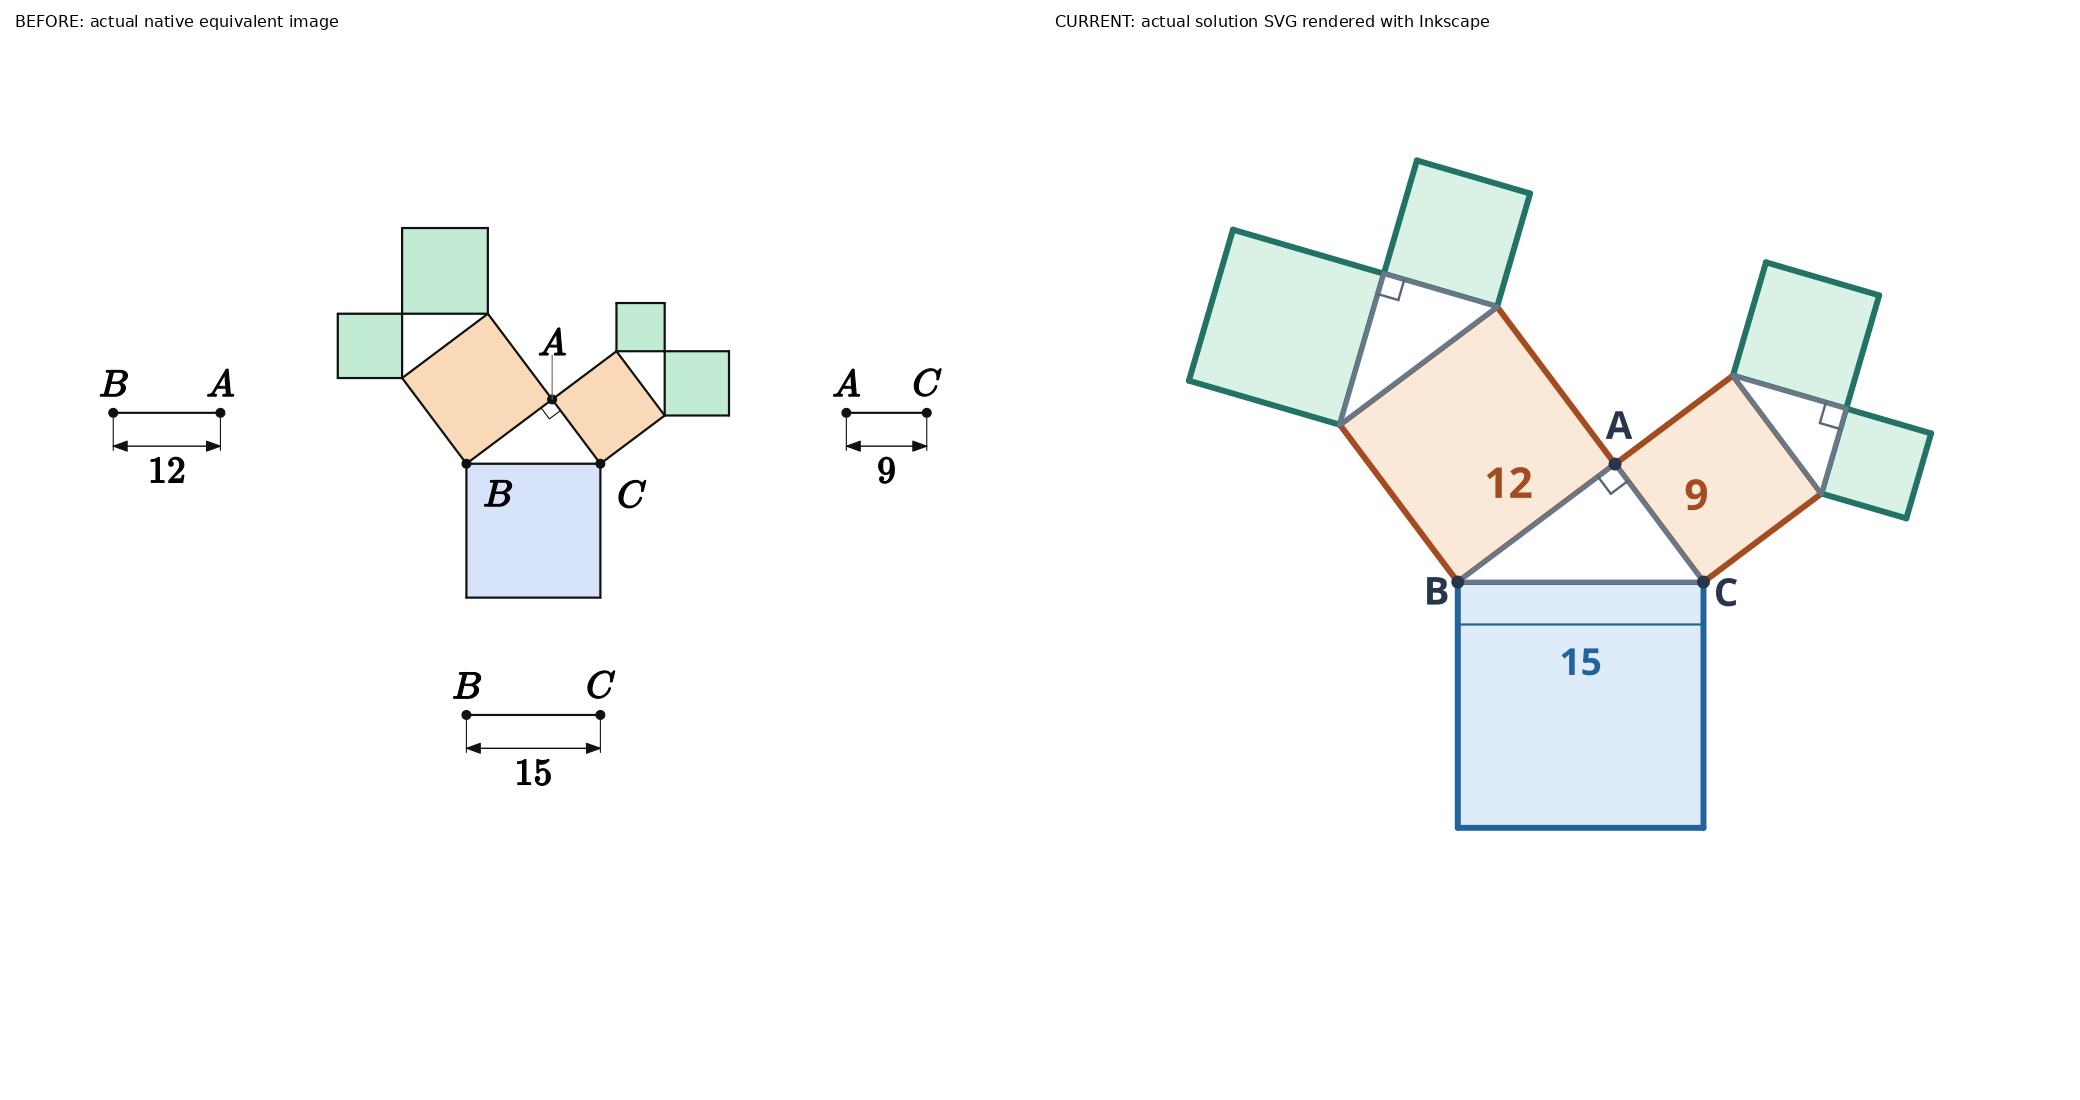 BEFORE: actual native equivalent image
CURRENT: actual solution SVG rendered with Inkscape
A
B A
12
A C
9
B C
B C
15
A
12 9
B C
15